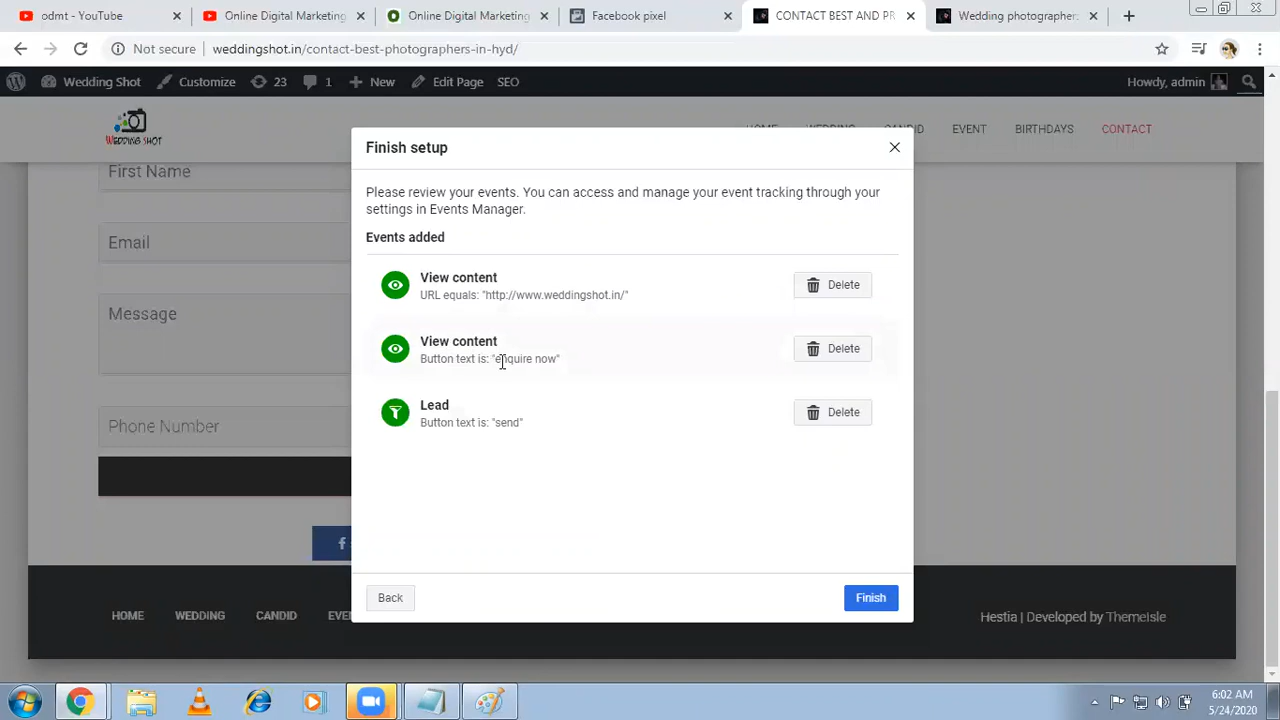 odmt - YouTube
Online Digital Marketing
Online Digital Marketing
Facebook pixel
CONTACT BEST AND PR
Wedding photographers
Not secure
weddingshot.in/contact-best-photographers-in-hyd/
Wedding Shot
Customize
23
1
New
Edit Page
SEO
Howdy, admin
WEDDING SHOT
HOME
WEDDING
CANDID
EVENT
BIRTHDAYS
CONTACT
First Name
Email
Message
Phone Number
Finish setup
Please review your events. You can access and manage your event tracking through your
settings in Events Manager.
Events added
View content
URL equals: "http://www.weddingshot.in/"
Delete
View content
Button text is: "enquire now"
Delete
Lead
Button text is: "send"
Delete
Back
Finish
HOME
WEDDING
CANDID
Hestia | Developed by ThemeIsle
6:02 AM
5/24/2020